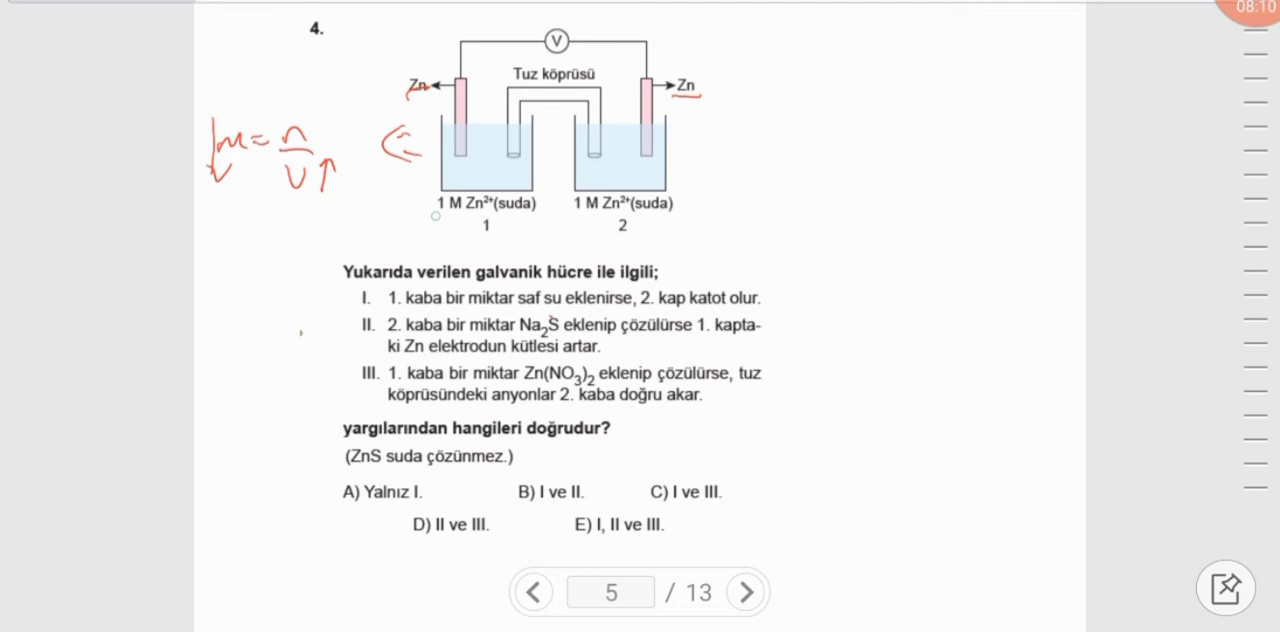 08:10
4.
V
Tuz köprüsü
Zn
Zn
M = n
V ↑
1 M Zn²⁺(suda)
1 M Zn²⁺(suda)
1
2
Yukarıda verilen galvanik hücre ile ilgili;
I. 1. kaba bir miktar saf su eklenirse, 2. kap katot olur.
II. 2. kaba bir miktar Na₂S eklenip çözülürse 1. kapta-
ki Zn elektrodun kütlesi artar.
III. 1. kaba bir miktar Zn(NO₃)₂ eklenip çözülürse, tuz
köprüsündeki anyonlar 2. kaba doğru akar.
yargılarından hangileri doğrudur?
(ZnS suda çözünmez.)
A) Yalnız I.
B) I ve II.
C) I ve III.
D) II ve III.
E) I, II ve III.
5 / 13